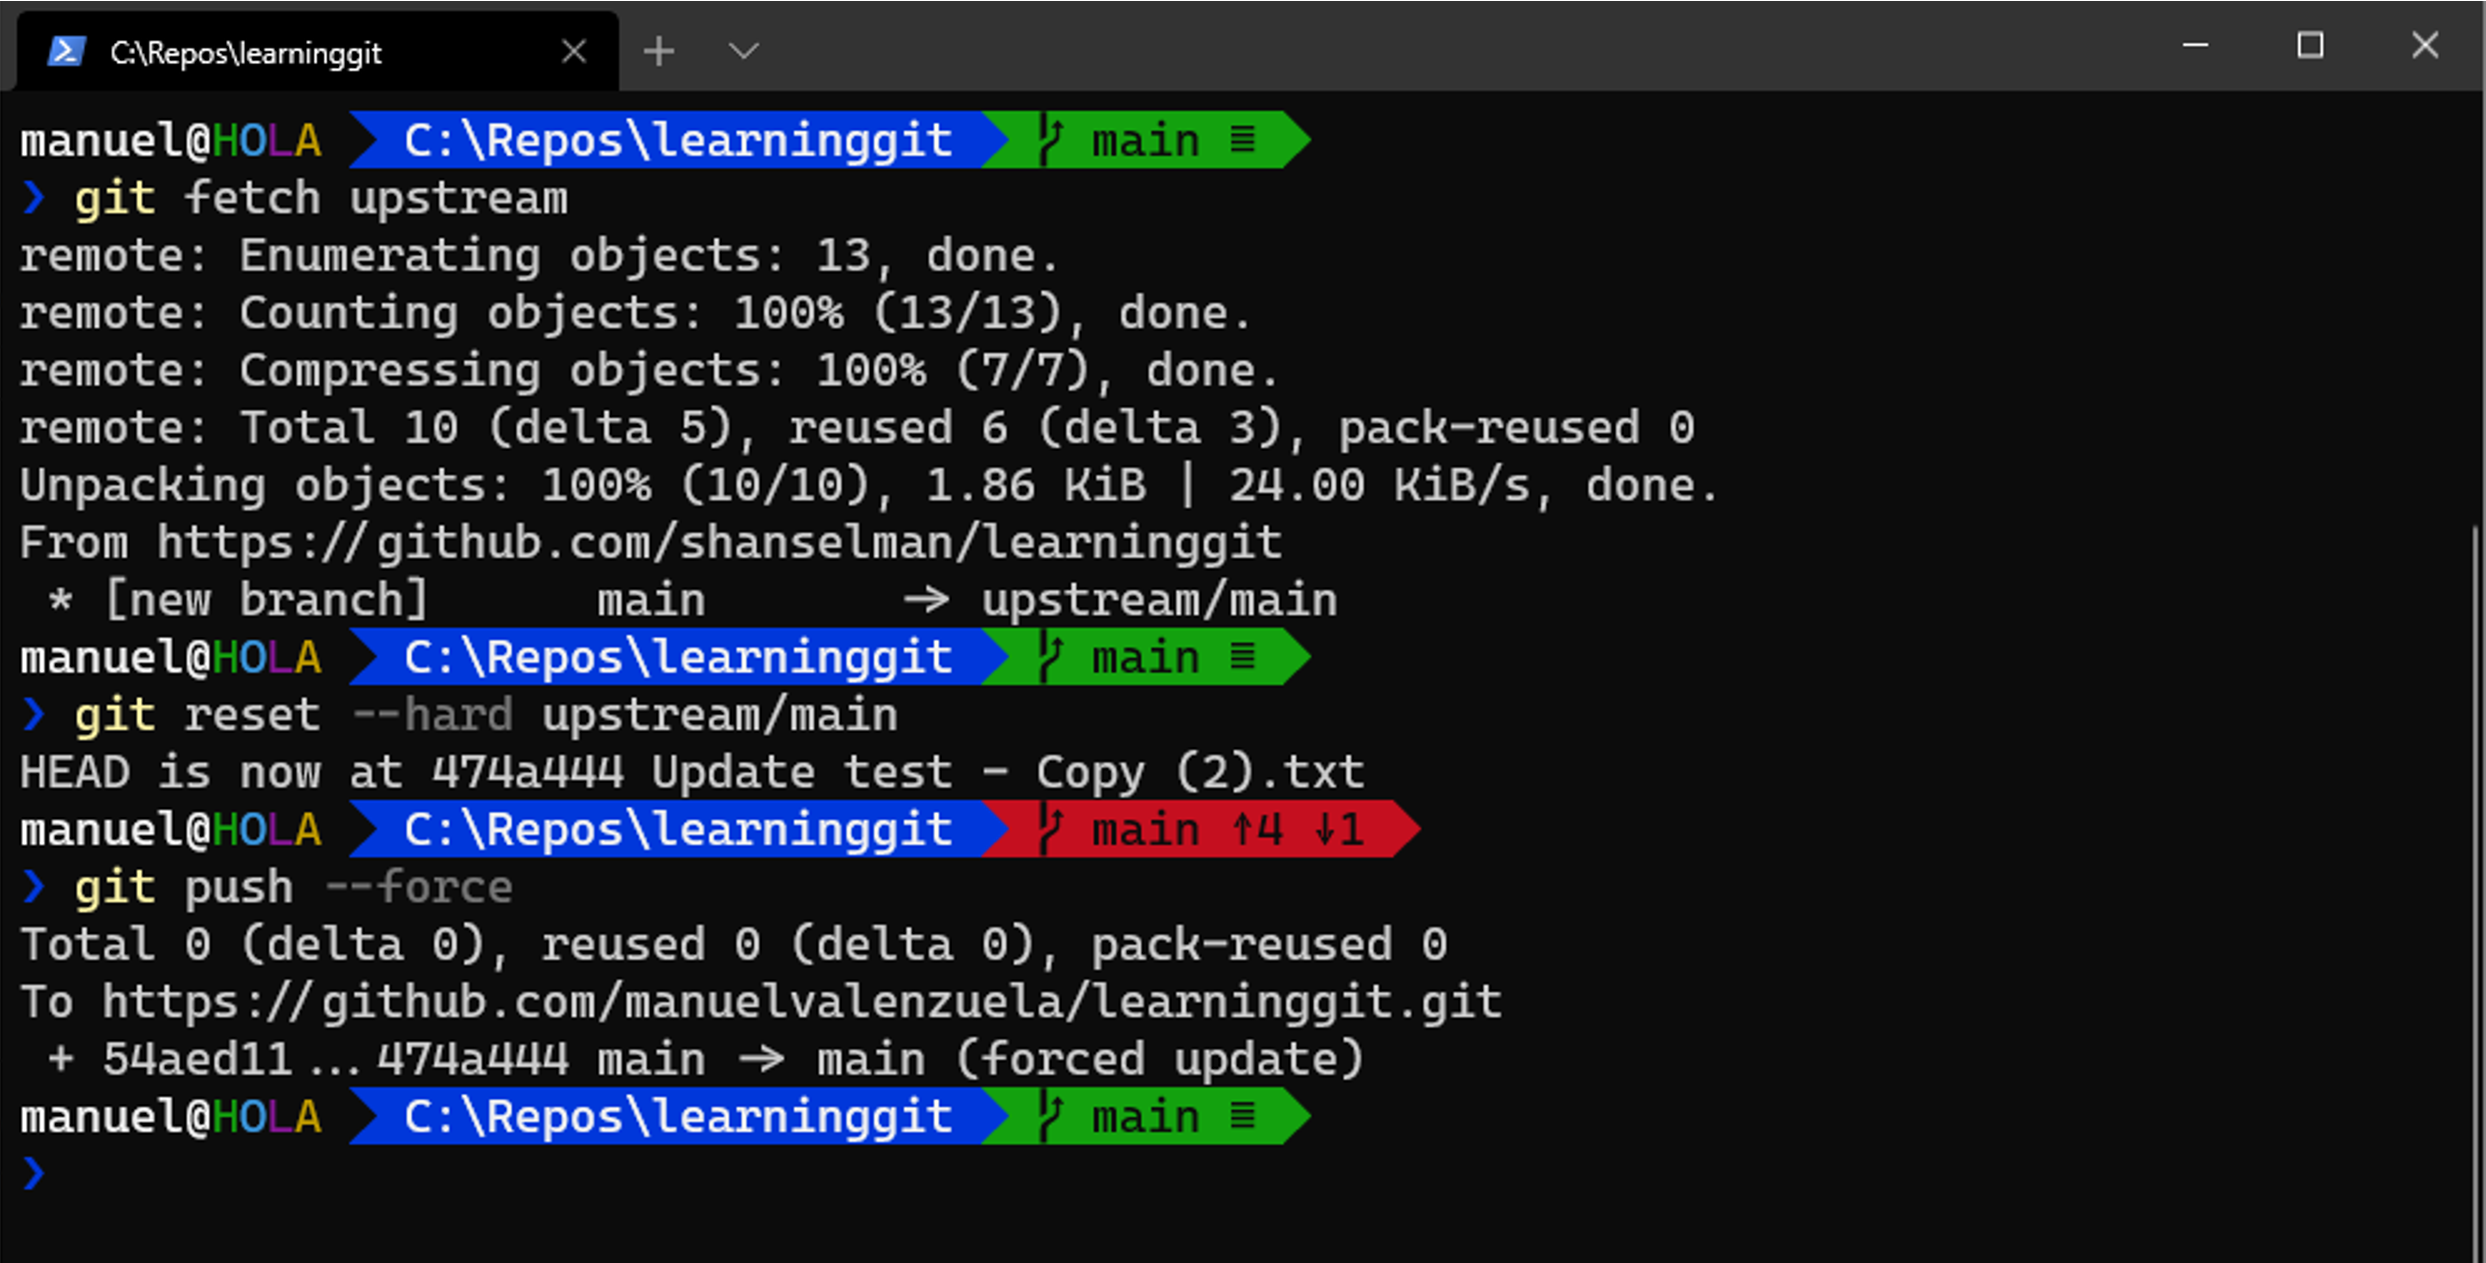 C:\Repos\learninggit
manuel@HOLA C:\Repos\learninggit main ≡
❯ git fetch upstream
remote: Enumerating objects: 13, done.
remote: Counting objects: 100% (13/13), done.
remote: Compressing objects: 100% (7/7), done.
remote: Total 10 (delta 5), reused 6 (delta 3), pack-reused 0
Unpacking objects: 100% (10/10), 1.86 KiB | 24.00 KiB/s, done.
From https://github.com/shanselman/learninggit
 * [new branch]      main       -> upstream/main
manuel@HOLA C:\Repos\learninggit main ≡
❯ git reset --hard upstream/main
HEAD is now at 474a444 Update test - Copy (2).txt
manuel@HOLA C:\Repos\learninggit main ↑4 ↓1
❯ git push --force
Total 0 (delta 0), reused 0 (delta 0), pack-reused 0
To https://github.com/manuelvalenzuela/learninggit.git
 + 54aed11...474a444 main -> main (forced update)
manuel@HOLA C:\Repos\learninggit main ≡
❯